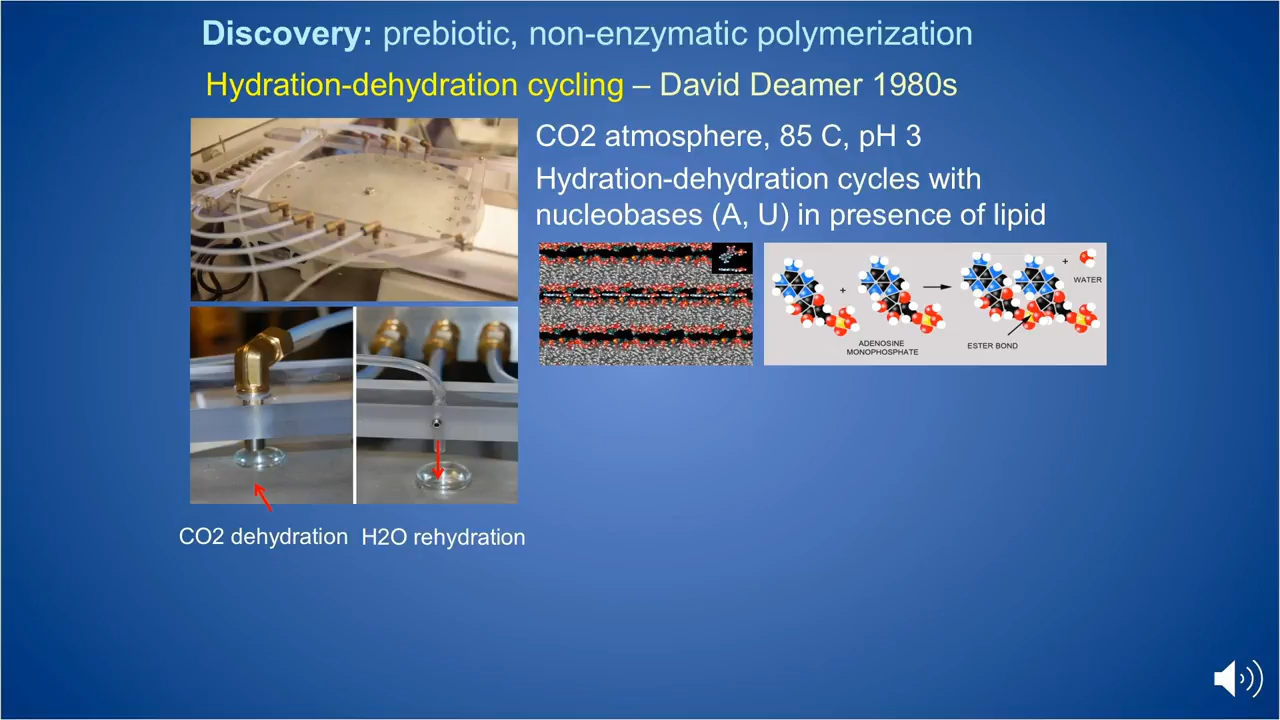 Discovery: prebiotic, non-enzymatic polymerization
Hydration-dehydration cycling – David Deamer 1980s
CO2 atmosphere, 85 C, pH 3
Hydration-dehydration cycles with
nucleobases (A, U) in presence of lipid
+
+
WATER
ADENOSINE
MONOPHOSPHATE
ESTER BOND
CO2 dehydration
H2O rehydration